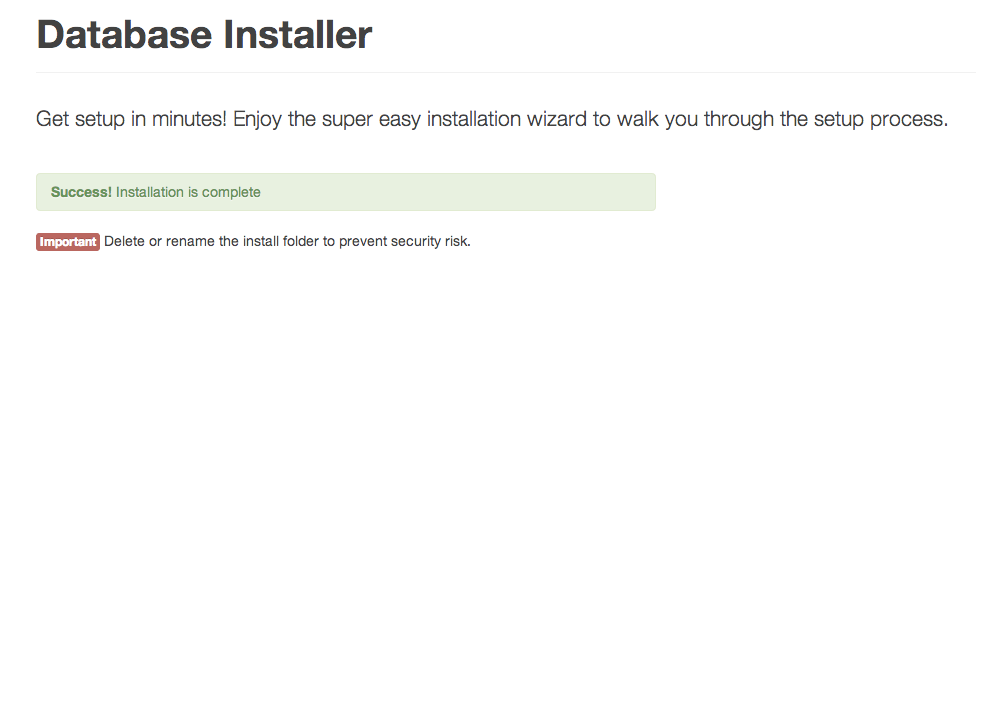 Database Installer
Get setup in minutes! Enjoy the super easy installation wizard to walk you through the setup process.
Success! Installation is complete
Important Delete or rename the install folder to prevent security risk.